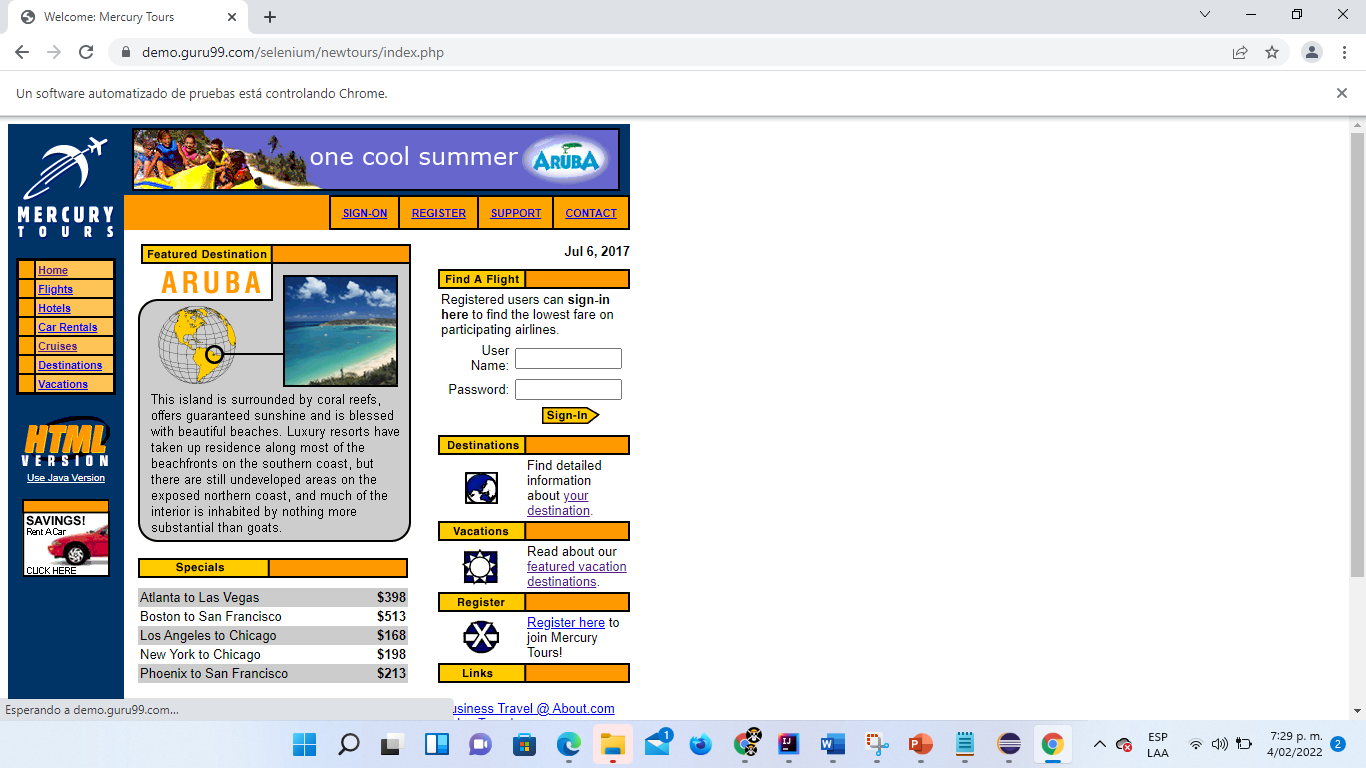 Welcome: Mercury Tours
demo.guru99.com/selenium/newtours/index.php
Un software automatizado de pruebas está controlando Chrome.
MERCURY
TOURS
one cool summer
ARUBA
SIGN-ON
REGISTER
SUPPORT
CONTACT
Home
Flights
Hotels
Car Rentals
Cruises
Destinations
Vacations
HTML
VERSION
Use Java Version
SAVINGS!
Rent A Car
CLICK HERE
Featured Destination
ARUBA
This island is surrounded by coral reefs,
offers guaranteed sunshine and is blessed
with beautiful beaches. Luxury resorts have
taken up residence along most of the
beachfronts on the southern coast, but
there are still undeveloped areas on the
exposed northern coast, and much of the
interior is inhabited by nothing more
substantial than goats.
Specials
Atlanta to Las Vegas $398
Boston to San Francisco $513
Los Angeles to Chicago $168
New York to Chicago $198
Phoenix to San Francisco $213
Jul 6, 2017
Find A Flight
Registered users can sign-in
here to find the lowest fare on
participating airlines.
User
Name:
Password:
Sign-In
Destinations
Find detailed
information
about your
destination.
Vacations
Read about our
featured vacation
destinations.
Register
Register here to
join Mercury
Tours!
Links
usiness Travel @ About.com
Esperando a demo.guru99.com...
1
ESP
LAA
7:29 p. m.
4/02/2022
2